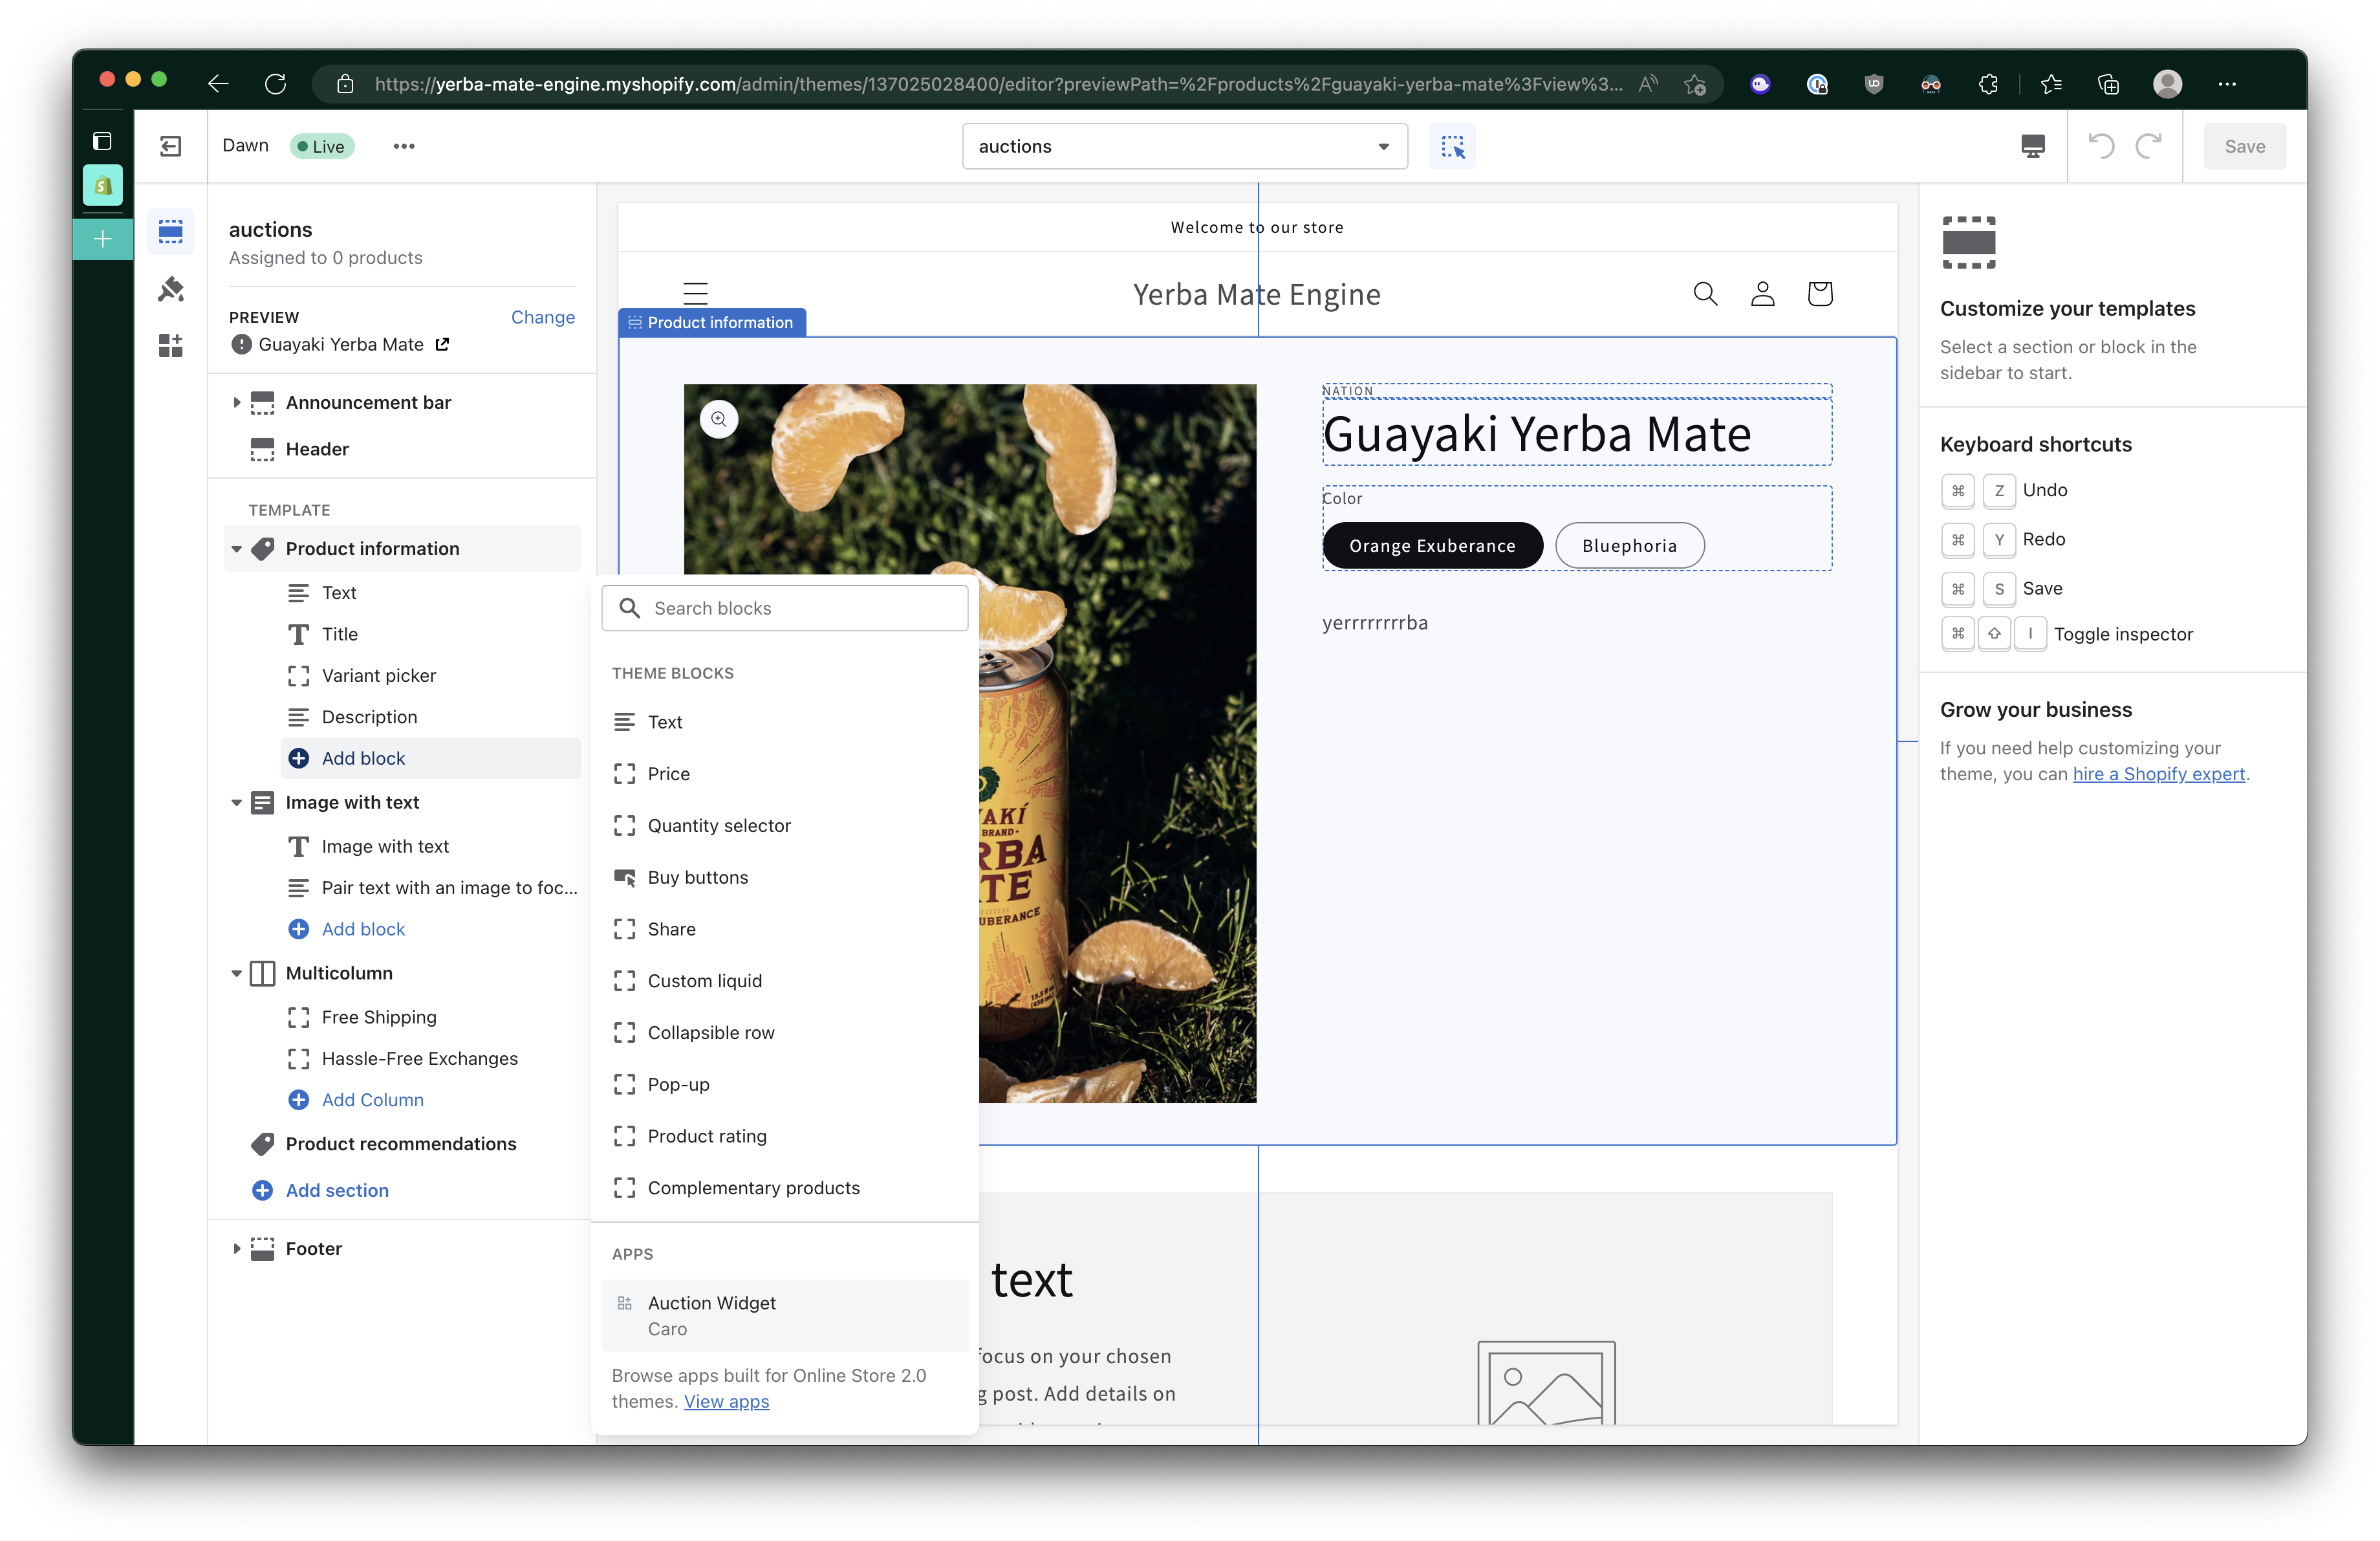 https://yerba-mate-engine.myshopify.com/admin/themes/137025028400/editor?previewPath=%2Fproducts%2Fguayaki-yerba-mate%3Fview%3...
Dawn
Live
auctions
Save
auctions
Assigned to 0 products
PREVIEW
Change
Guayaki Yerba Mate
Announcement bar
Header
TEMPLATE
Product information
Text
Title
Variant picker
Description
Add block
Image with text
Image with text
Pair text with an image to foc...
Add block
Multicolumn
Free Shipping
Hassle-Free Exchanges
Add Column
Product recommendations
Add section
Footer
Search blocks
THEME BLOCKS
Text
Price
Quantity selector
Buy buttons
Share
Custom liquid
Collapsible row
Pop-up
Product rating
Complementary products
APPS
Auction Widget
Caro
Browse apps built for Online Store 2.0
themes. View apps
Welcome to our store
Yerba Mate Engine
Product information
NATION
Guayaki Yerba Mate
Color
Orange Exuberance
Bluephoria
yerrrrrrrrba
AKÍ
BRAND
RBA
TE
UBERANCE
text
focus on your chosen
g post. Add details on
Customize your templates
Select a section or block in the
sidebar to start.
Keyboard shortcuts
⌘ Z Undo
⌘ Y Redo
⌘ S Save
⌘ ⇧ I Toggle inspector
Grow your business
If you need help customizing your
theme, you can hire a Shopify expert.